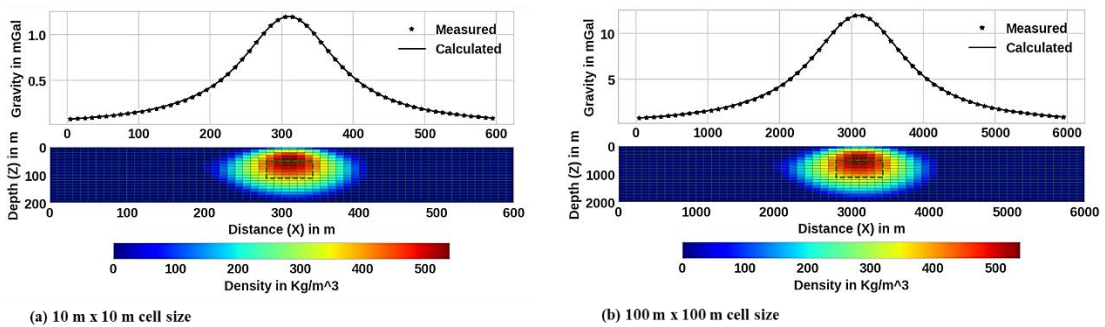 Gravity in mGal
1.0
0.5
Measured
Calculated
0 100 200 300 400 500 600
Depth (Z) in m
0
100
200
0 100 200 300 400 500 600
Distance (X) in m
0 100 200 300 400 500
Density in Kg/m^3
(a) 10 m x 10 m cell size
Gravity in mGal
10
5
Measured
Calculated
0 1000 2000 3000 4000 5000 6000
Depth (Z) in m
0
1000
2000
0 2000 3000 4000 6000
Distance (X) in m
0 100 200 300 400 500
Density in Kg/m^3
(b) 100 m x 100 m cell size